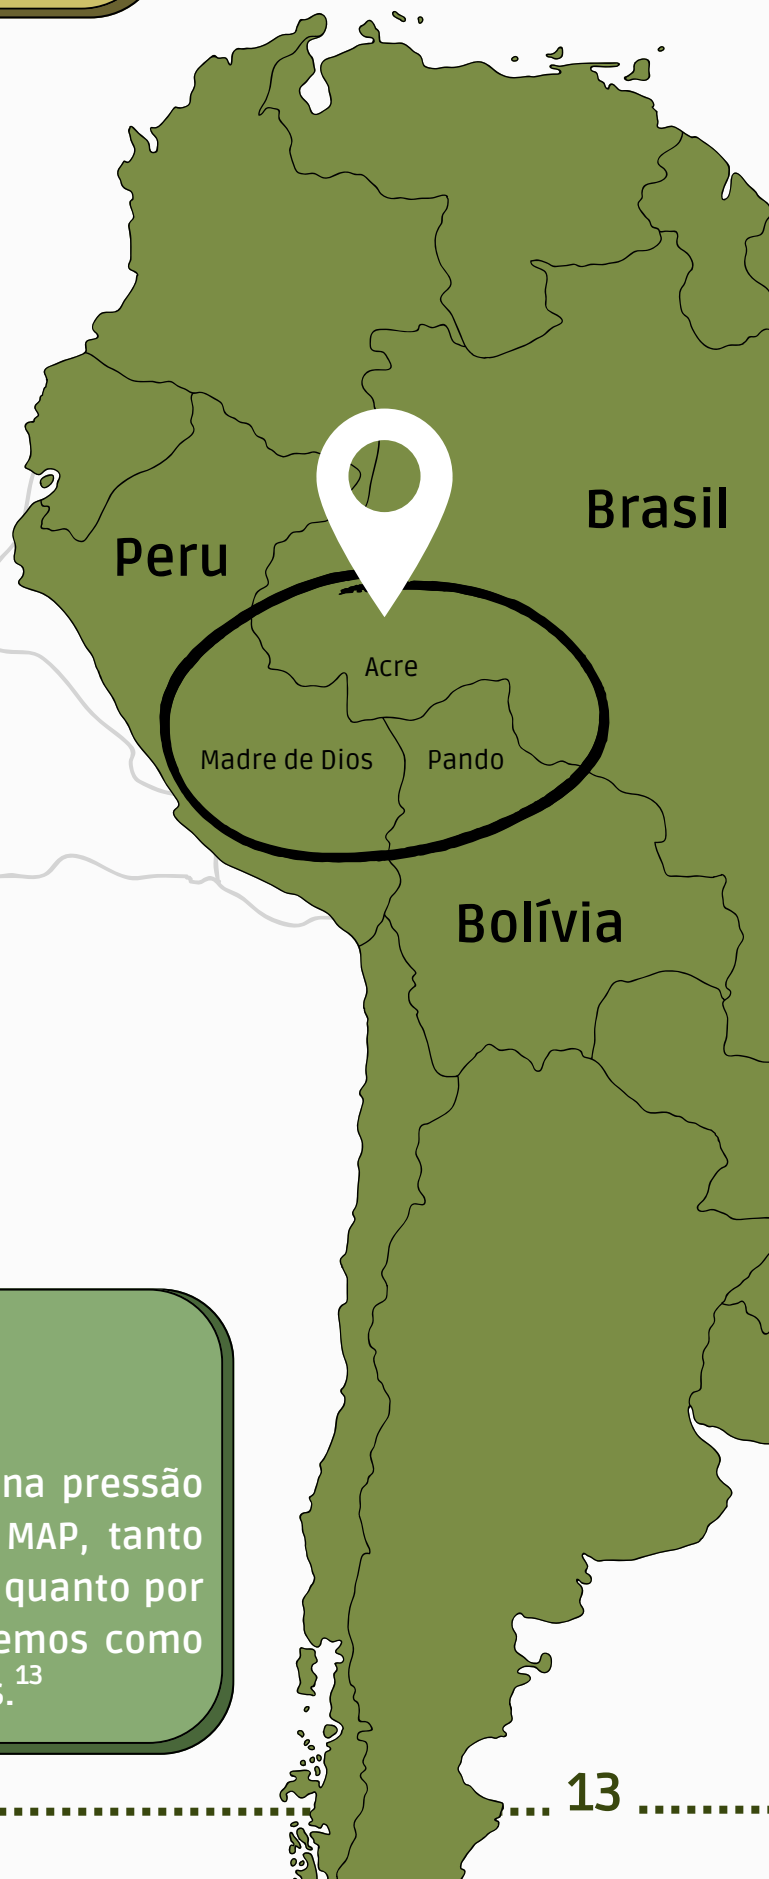 Brasil
Peru
Acre
Madre de Dios
Pando
Bolívia
na pressão
MAP, tanto
quanto por
emos como
.13
13